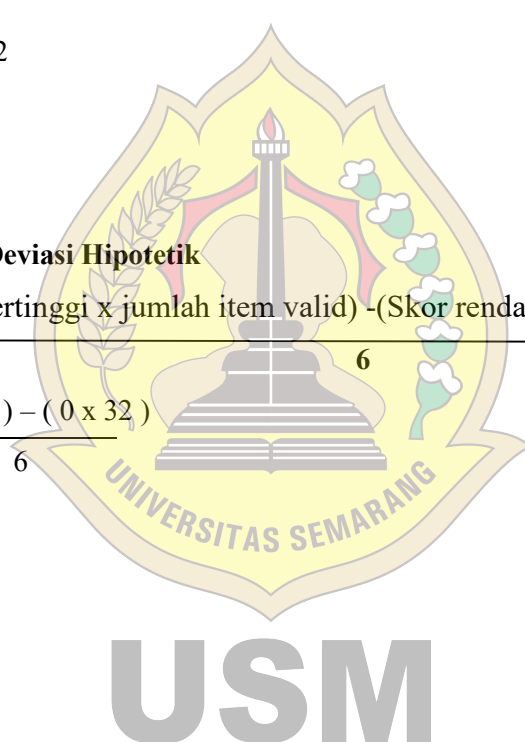 2
Deviasi Hipotetik
ertinggi x jumlah item valid) -(Skor renda
6
) – ( 0 x 32 )
6
UNIVERSITAS SEMARANG
USM